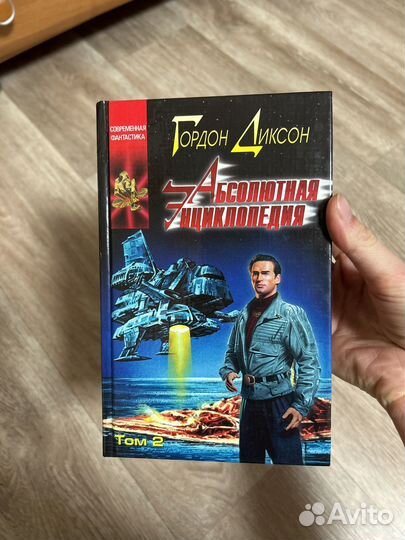 СОВРЕМЕННАЯ
ФАНТАСТИКА
ГОРДОН ДИКСОН
АБСОЛЮТНАЯ
ЭНЦИКЛОПЕДИЯ
ТОМ 2
Avito